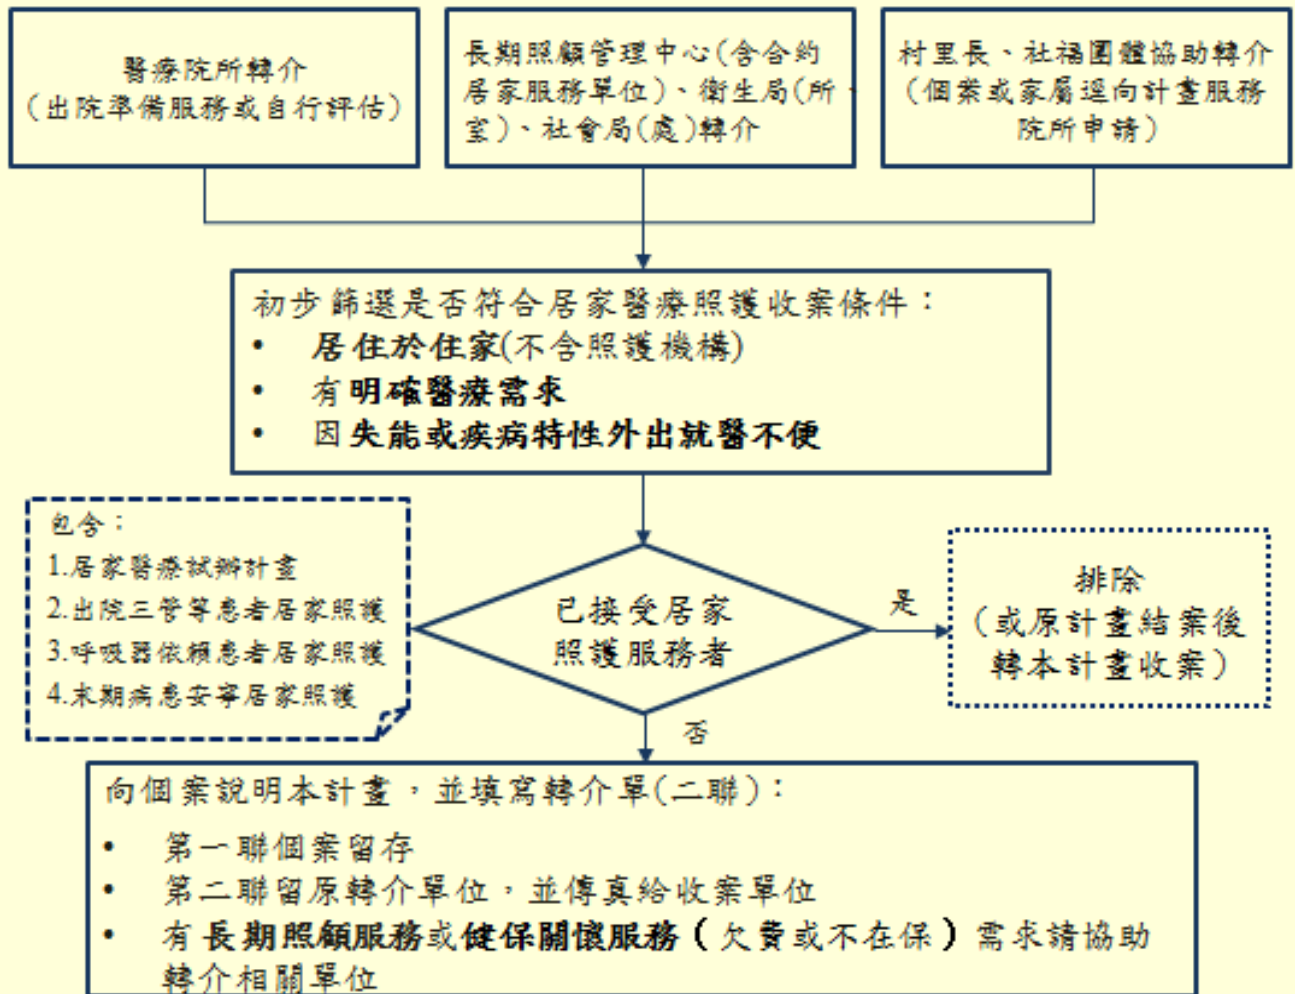 醫療院所轉介
(出院準備服務或自行評估)
長期照顧管理中心(含合約
居家服務單位)、衛生局(所、
室)、社會局(處)轉介
村里長、社福團體協助轉介
(個案或家屬逕向計畫服務
院所申請)
初步篩選是否符合居家醫療照護收案條件：
• 居住於住家(不含照護機構)
• 有明確醫療需求
• 因失能或疾病特性外出就醫不便
包含：
1.居家醫療試辦計畫
2.出院三管等患者居家照護
3.呼吸器依賴患者居家照護
4.末期病患安寧居家照護
已接受居家
照護服務者
是
排除
(或原計畫結案後
轉本計畫收案)
否
向個案說明本計畫，並填寫轉介單(二聯)：
• 第一聯個案留存
• 第二聯留原轉介單位，並傳真給收案單位
• 有長期照顧服務或健保關懷服務(欠費或不在保)需求請協助
轉介相關單位